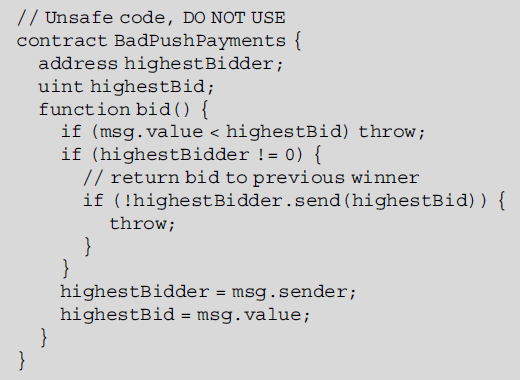 // Unsafe code, DO NOT USE
contract BadPushPayments {
address highestBidder;
uint highestBid;
function bid() {
if (msg.value < highestBid) throw;
if (highestBidder != 0) {
// return bid to previous winner
if (!highestBidder.send(highestBid)) {
throw;
}
}
highestBidder = msg.sender;
highestBid = msg.value;
}
}